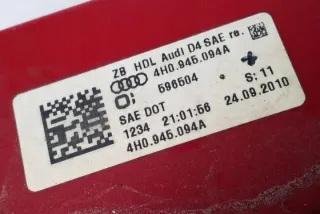 ZB HDL Audi D4 SAE re.
4H0.945.094A
596504
SAE DOT
S: 11
1234 21:01:56 24.09.2010
4H0.945.094A